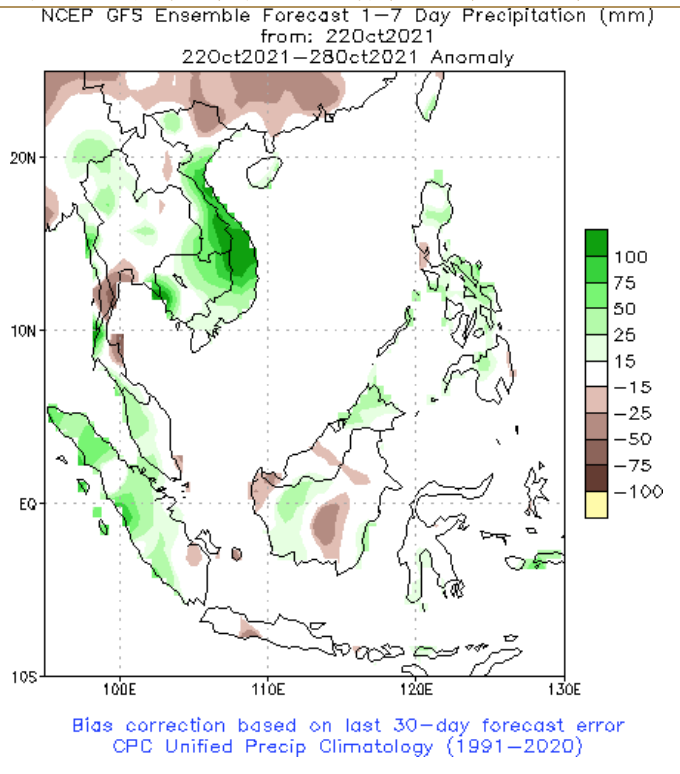 NCEP GFS Ensemble Forecast 1-7 Day Precipitation (mm)
from: 22Oct2021
22Oct2021-28Oct2021 Anomaly
20N
10N
EQ
10S
100E
110E
120E
130E
100
75
50
25
15
-15
-25
-50
-75
-100
Bias correction based on last 30-day forecast error
CPC Unified Precip Climatology (1991-2020)